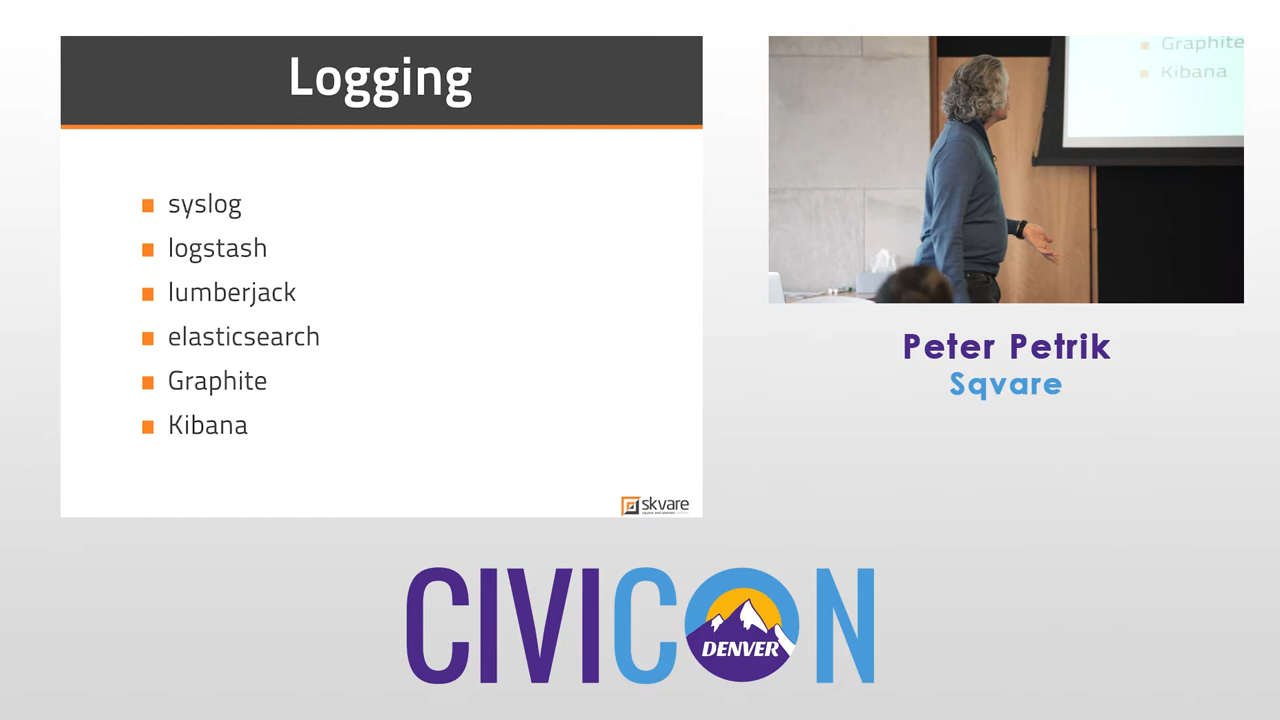 Logging
syslog
logstash
lumberjack
elasticsearch
Graphite
Kibana
skvare
Graphite
Kibana
Peter Petrik
Sqvare
CIVICON
DENVER